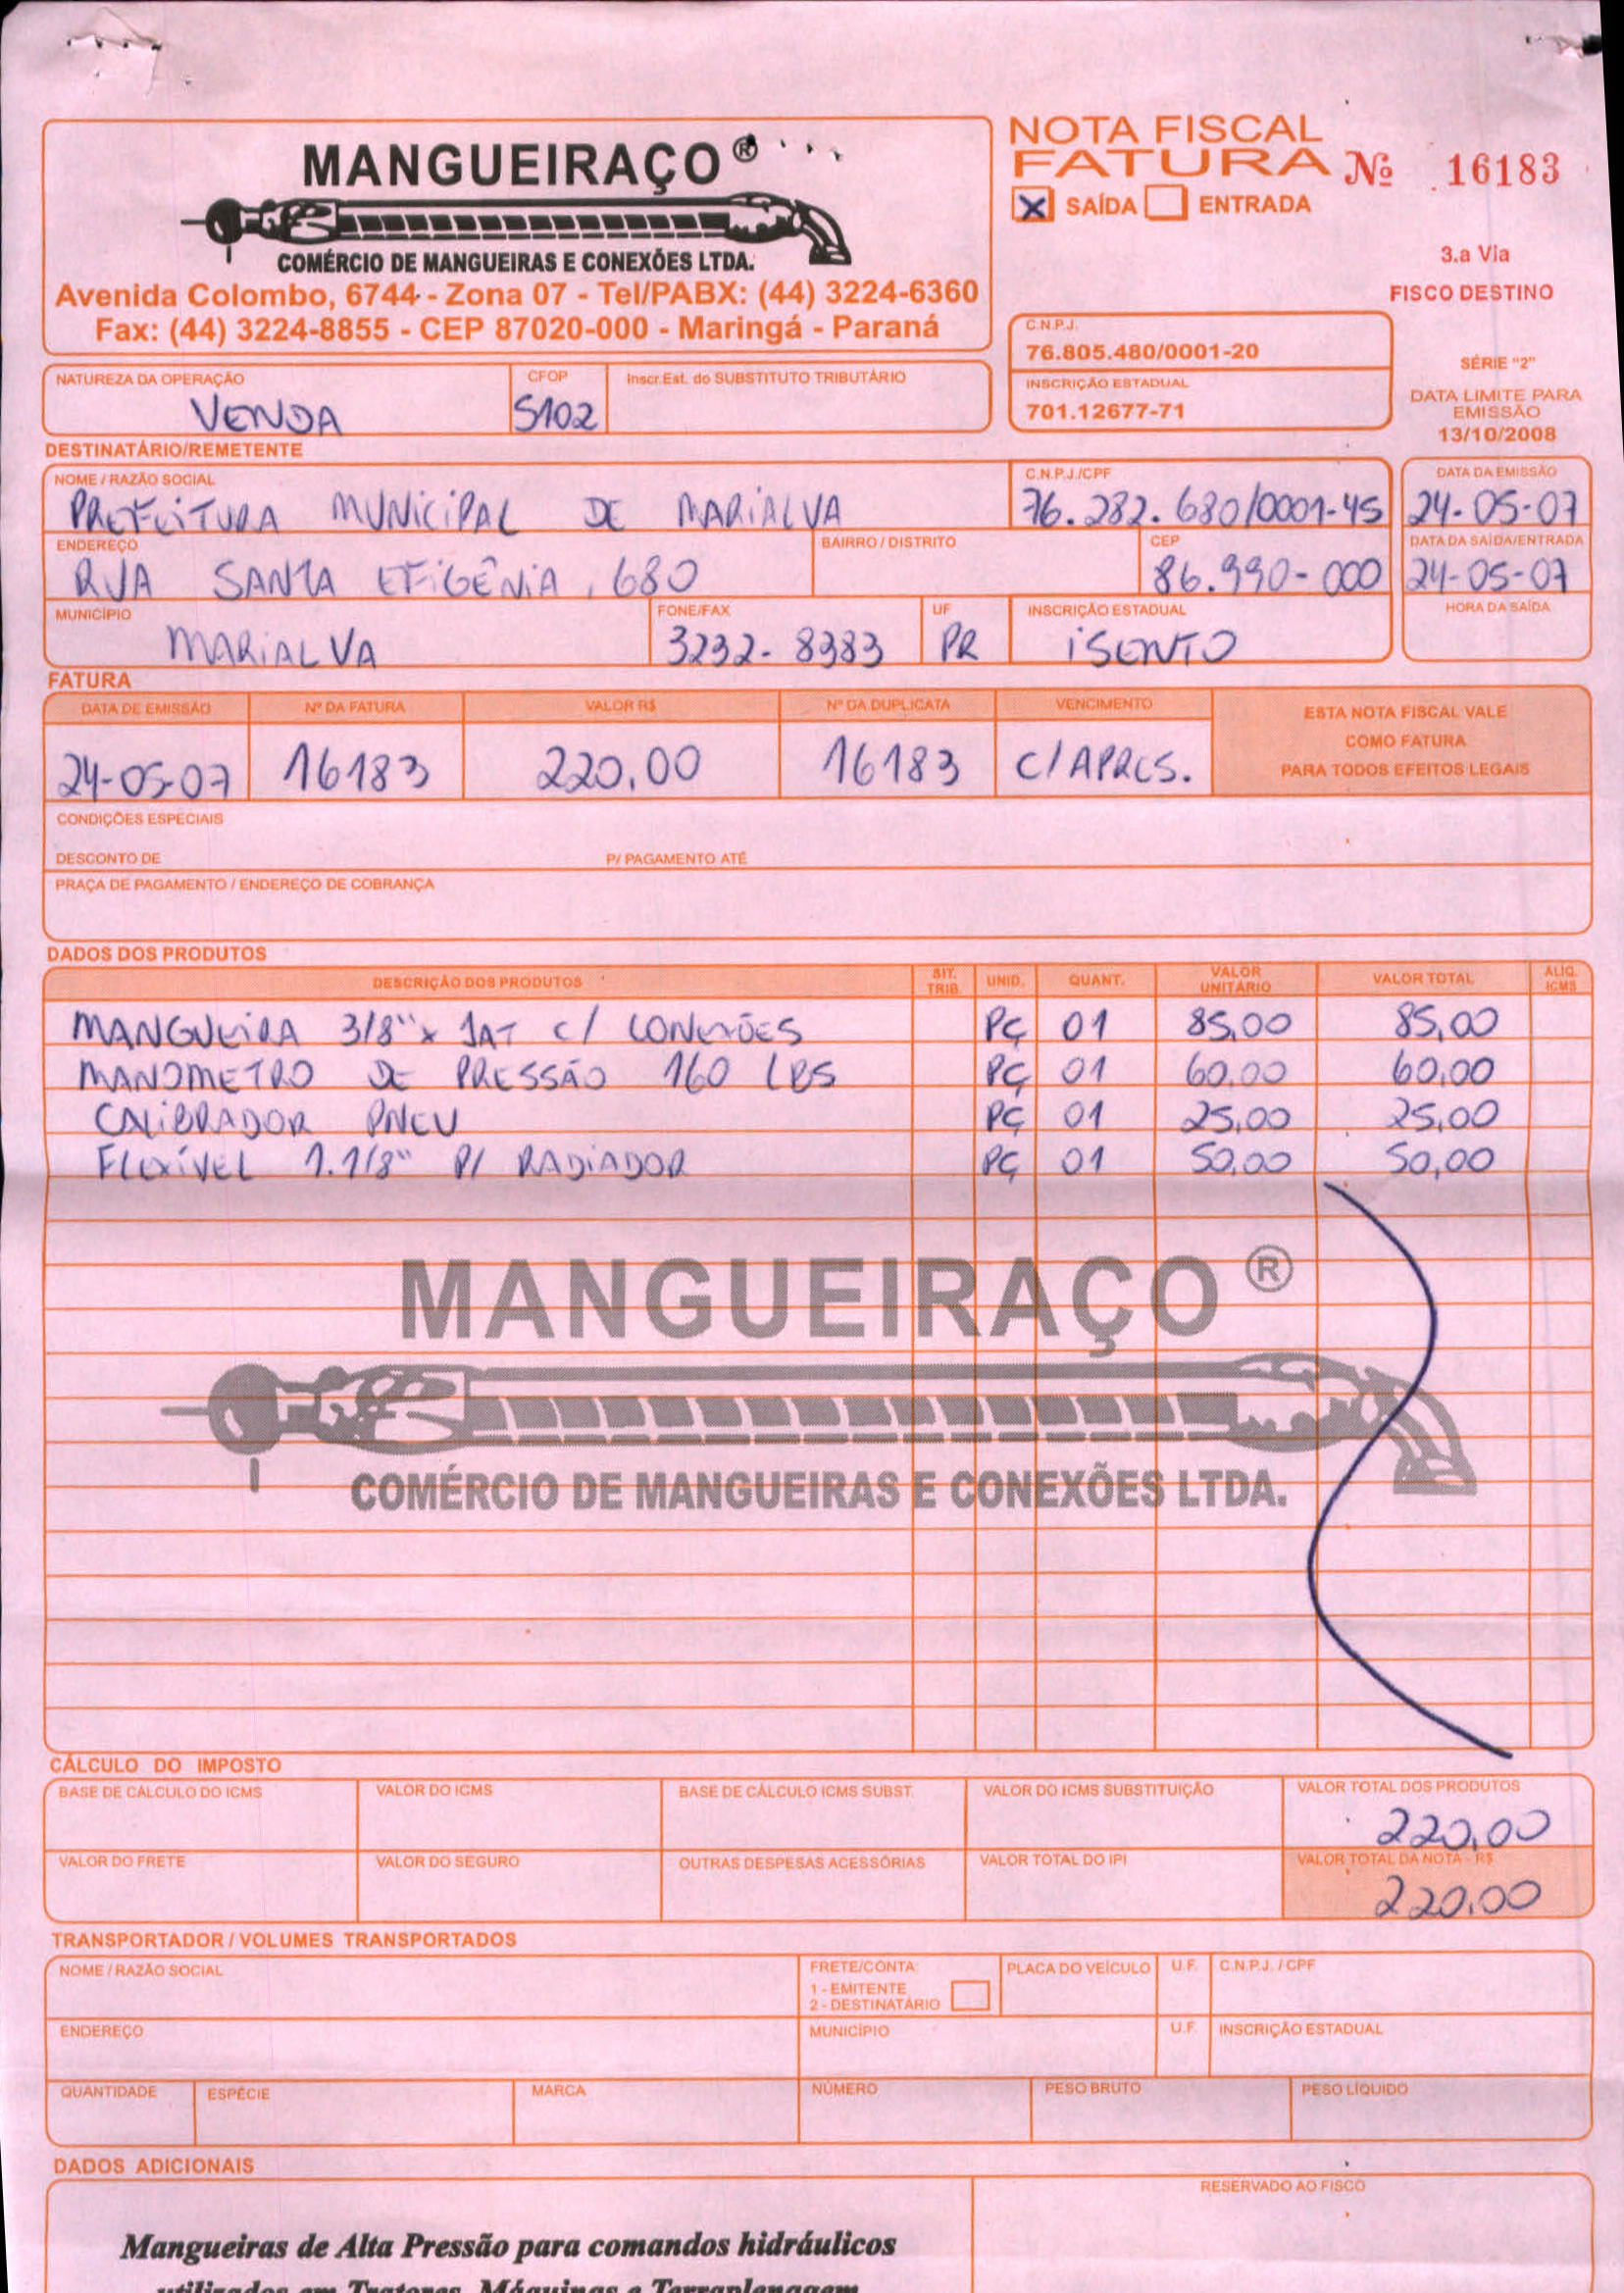 MANGUEIRAÇO®
COMÉRCIO DE MANGUEIRAS E CONEXÕES LTDA.
Avenida Colombo, 6744 - Zona 07 - Tel/PABX: (44) 3224-6360
Fax: (44) 3224-8855 - CEP 87020-000 - Maringá - Paraná
NOTA FISCAL
FATURA Nº 16183
X SAÍDA ENTRADA
3.a Via
FISCO DESTINO
C.N.P.J.
76.805.480/0001-20
INSCRIÇÃO ESTADUAL
701.12677-71
SÉRIE "2"
DATA LIMITE PARA
EMISSÃO
13/10/2008
NATUREZA DA OPERAÇÃO CFOP Inscr.Est. do SUBSTITUTO TRIBUTÁRIO
VENDA 5102
DESTINATÁRIO/REMETENTE
NOME / RAZÃO SOCIAL C.N.P.J./CPF DATA DA EMISSÃO
PREFEITURA MUNICIPAL DE MARIALVA 76.282.680/0001-45 24-05-07
ENDEREÇO BAIRRO / DISTRITO CEP DATA DA SAÍDA/ENTRADA
RUA SANTA EFIGÊNIA, 680 86.990-000 24-05-07
MUNICÍPIO FONE/FAX UF INSCRIÇÃO ESTADUAL HORA DA SAÍDA
MARIALVA 3232-8383 PR ISENTO
FATURA
DATA DE EMISSÃO Nº DA FATURA VALOR R$ Nº DA DUPLICATA VENCIMENTO
24-05-07 16183 220,00 16183 C/APRES.
ESTA NOTA FISCAL VALE
COMO FATURA
PARA TODOS EFEITOS LEGAIS
CONDIÇÕES ESPECIAIS
DESCONTO DE P/ PAGAMENTO ATÉ
PRAÇA DE PAGAMENTO / ENDEREÇO DE COBRANÇA
DADOS DOS PRODUTOS
DESCRIÇÃO DOS PRODUTOS SIT. TRIB. UNID. QUANT. VALOR UNITÁRIO VALOR TOTAL ALIQ. ICMS
MANGUEIRA 3/8" x 1AT C/ CONEXÕES PÇ 01 85,00 85,00
MANOMETRO DE PRESSÃO 160 LBS PÇ 01 60,00 60,00
CALIBRADOR PNEU PÇ 01 25,00 25,00
FLEXÍVEL 1.1/8" P/ RADIADOR PÇ 01 50,00 50,00
MANGUEIRAÇO®
COMÉRCIO DE MANGUEIRAS E CONEXÕES LTDA.
CÁLCULO DO IMPOSTO
BASE DE CÁLCULO DO ICMS VALOR DO ICMS BASE DE CÁLCULO ICMS SUBST. VALOR DO ICMS SUBSTITUIÇÃO VALOR TOTAL DOS PRODUTOS
220,00
VALOR DO FRETE VALOR DO SEGURO OUTRAS DESPESAS ACESSÓRIAS VALOR TOTAL DO IPI VALOR TOTAL DA NOTA - R$
220,00
TRANSPORTADOR / VOLUMES TRANSPORTADOS
NOME / RAZÃO SOCIAL FRETE/CONTA PLACA DO VEÍCULO U.F. C.N.P.J. / CPF
1 - EMITENTE
2 - DESTINATÁRIO
ENDEREÇO MUNICÍPIO U.F. INSCRIÇÃO ESTADUAL
QUANTIDADE ESPÉCIE MARCA NÚMERO PESO BRUTO PESO LÍQUIDO
DADOS ADICIONAIS
RESERVADO AO FISCO
Mangueiras de Alta Pressão para comandos hidráulicos
utilizados em Tratores, Máquinas e Terraplenagem